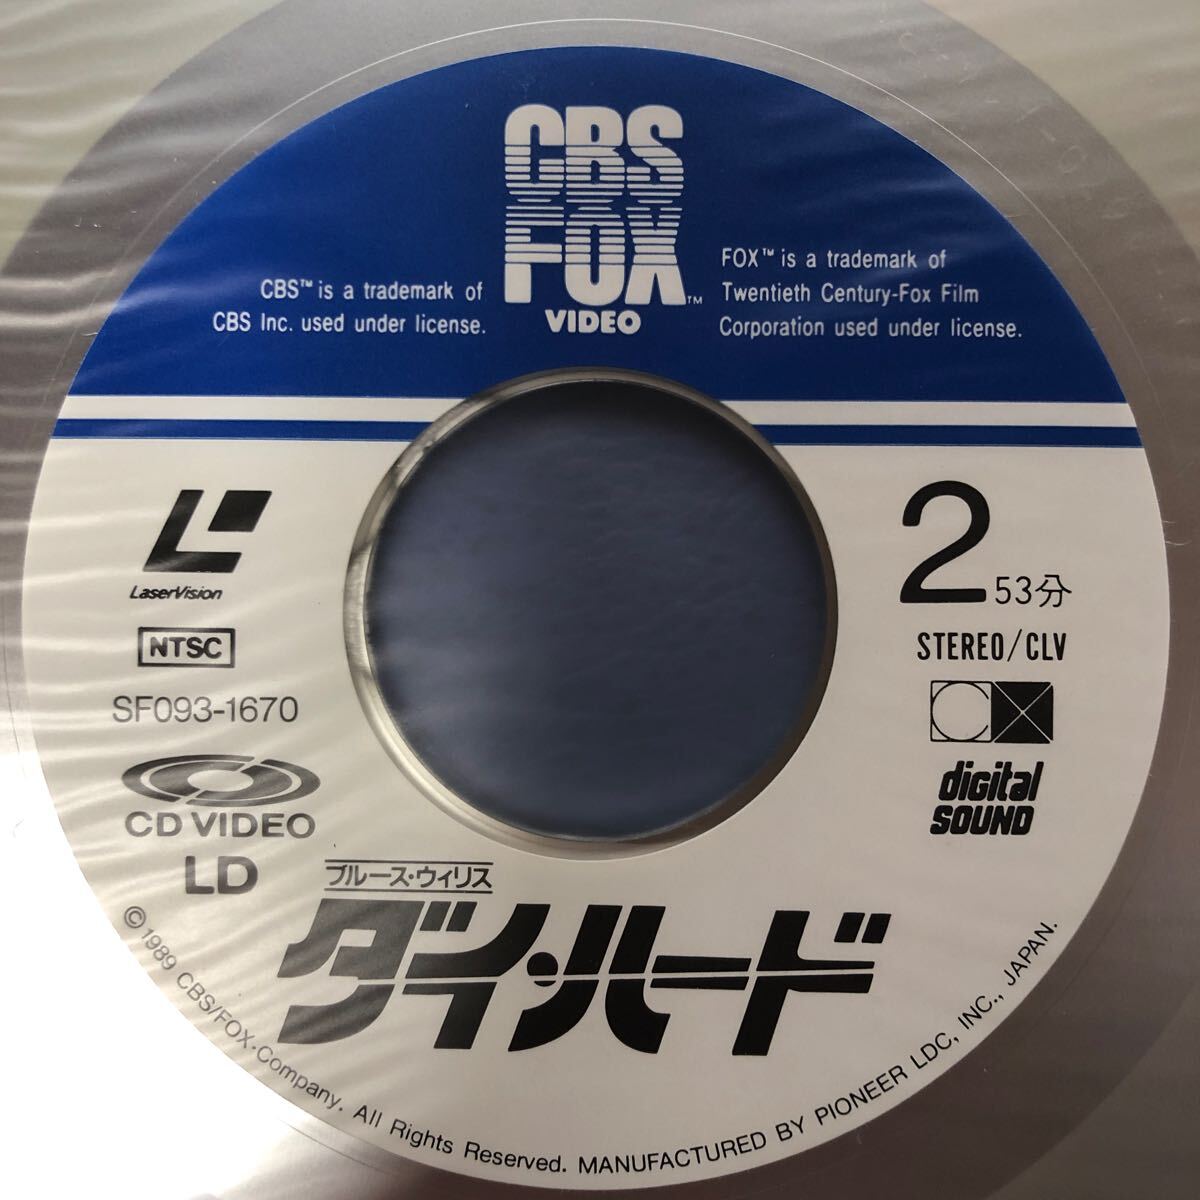 CBS
FOX™
VIDEO
CBS™ is a trademark of
CBS Inc. used under license.
FOX™ is a trademark of
Twentieth Century-Fox Film
Corporation used under license.
LaserVision
NTSC
SF093-1670
CD VIDEO
LD
2 53分
STEREO/CLV
CX
digital
SOUND
ブルース・ウィリス
ダイ・ハード
©1989 CBS/FOX·Company. All Rights Reserved. MANUFACTURED BY PIONEER LDC, INC., JAPAN.